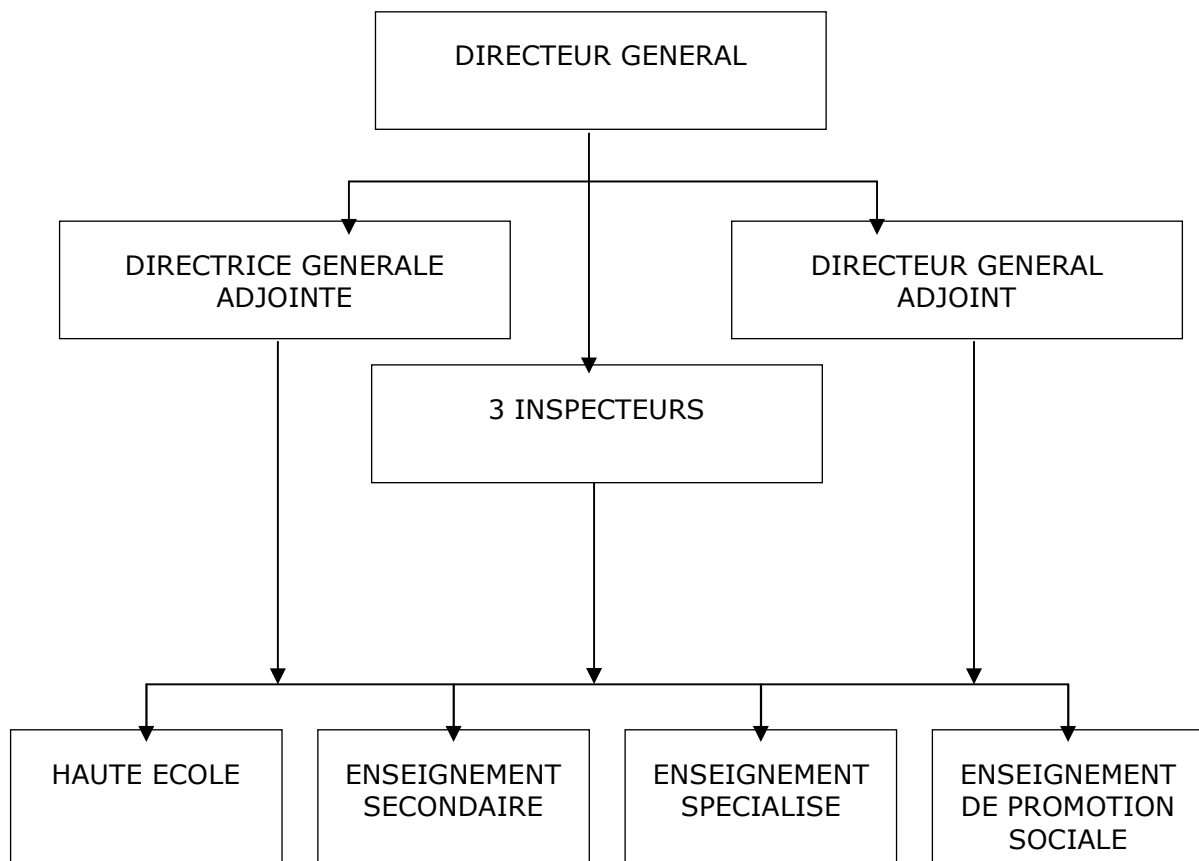 DIRECTEUR GENERAL
DIRECTRICE GENERALE
ADJOINTE
DIRECTEUR GENERAL
ADJOINT
3 INSPECTEURS
HAUTE ECOLE
ENSEIGNEMENT
SECONDAIRE
ENSEIGNEMENT
SPECIALISE
ENSEIGNEMENT
DE PROMOTION
SOCIALE